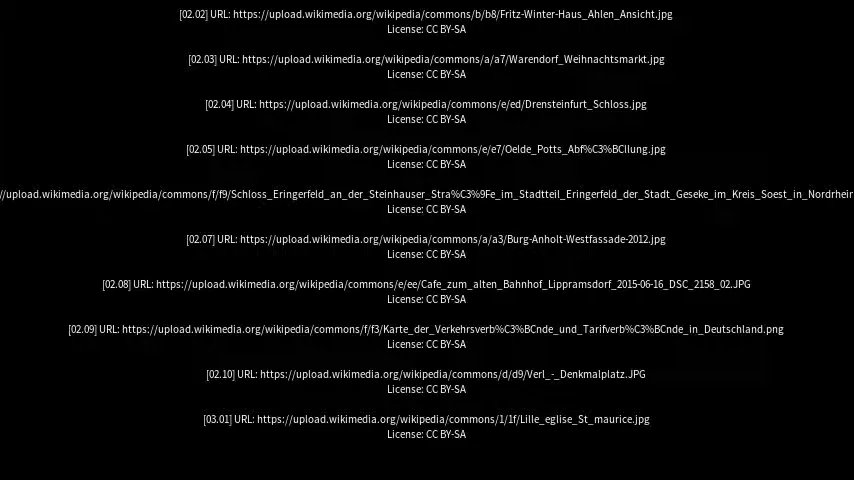 [02.02] URL: https://upload.wikimedia.org/wikipedia/commons/b/b8/Fritz-Winter-Haus_Ahlen_Ansicht.jpg
License: CC BY-SA
[02.03] URL: https://upload.wikimedia.org/wikipedia/commons/a/a7/Warendorf_Weihnachtsmarkt.jpg
License: CC BY-SA
[02.04] URL: https://upload.wikimedia.org/wikipedia/commons/e/ed/Drensteinfurt_Schloss.jpg
License: CC BY-SA
[02.05] URL: https://upload.wikimedia.org/wikipedia/commons/e/e7/Oelde_Potts_Abf%C3%BCllung.jpg
License: CC BY-SA
//upload.wikimedia.org/wikipedia/commons/f/f9/Schloss_Eringerfeld_an_der_Steinhauser_Stra%C3%9Fe_im_Stadtteil_Eringerfeld_der_Stadt_Geseke_im_Kreis_Soest_in_Nordrhein
License: CC BY-SA
[02.07] URL: https://upload.wikimedia.org/wikipedia/commons/a/a3/Burg-Anholt-Westfassade-2012.jpg
License: CC BY-SA
[02.08] URL: https://upload.wikimedia.org/wikipedia/commons/e/ee/Cafe_zum_alten_Bahnhof_Lippramsdorf_2015-06-16_DSC_2158_02.JPG
License: CC BY-SA
[02.09] URL: https://upload.wikimedia.org/wikipedia/commons/f/f3/Karte_der_Verkehrsverb%C3%BCnde_und_Tarifverb%C3%BCnde_in_Deutschland.png
License: CC BY-SA
[02.10] URL: https://upload.wikimedia.org/wikipedia/commons/d/d9/Verl_-_Denkmalplatz.JPG
License: CC BY-SA
[03.01] URL: https://upload.wikimedia.org/wikipedia/commons/1/1f/Lille_eglise_St_maurice.jpg
License: CC BY-SA